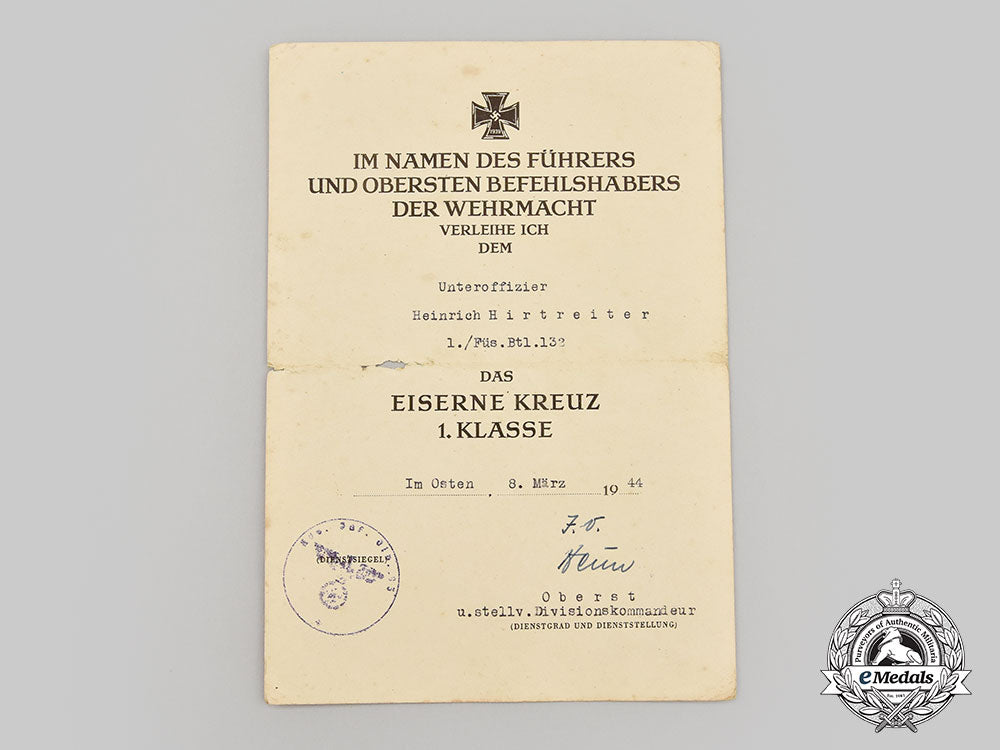 1939
IM NAMEN DES FÜHRERS
UND OBERSTEN BEFEHLSHABERS
DER WEHRMACHT
VERLEIHE ICH
DEM
Unteroffizier
Heinrich Hirtreiter
1./Füs.Btl.132
DAS
EISERNE KREUZ
1. KLASSE
Im Osten, 8. März 1944
(DIENSTSIEGEL)
J.V.
Oberst
u.stellv.Divisionskommandeur
(DIENSTGRAD UND DIENSTSTELLUNG)
Purveyors of Authentic Militaria
eMedals